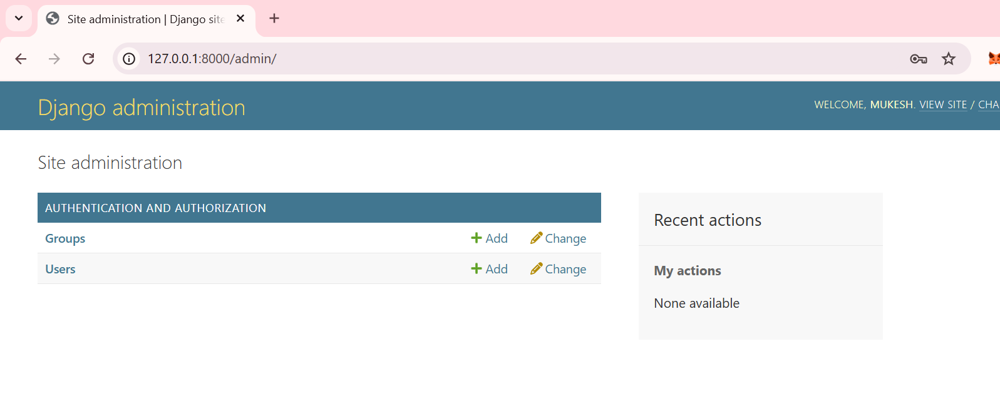 Site administration | Django site
127.0.0.1:8000/admin/
Django administration
WELCOME, MUKESH. VIEW SITE / CHA
Site administration
AUTHENTICATION AND AUTHORIZATION
Groups Add Change
Users Add Change
Recent actions
My actions
None available